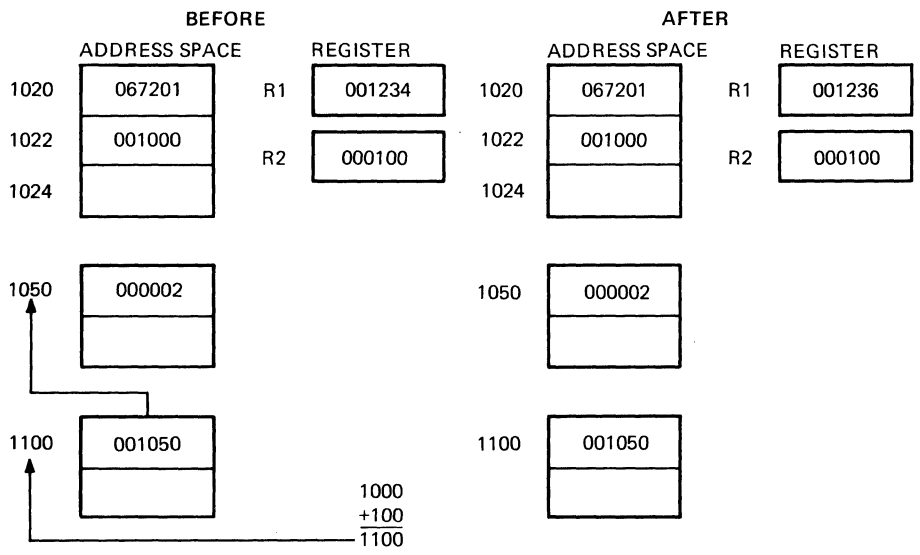 BEFORE AFTER
ADDRESS SPACE REGISTER ADDRESS SPACE REGISTER
1020 067201 R1 001234 1020 067201 R1 001236
1022 001000 R2 000100 1022 001000 R2 000100
1024 1024
1050 000002 1050 000002
1100 001050 1100 001050
1000
+100
1100